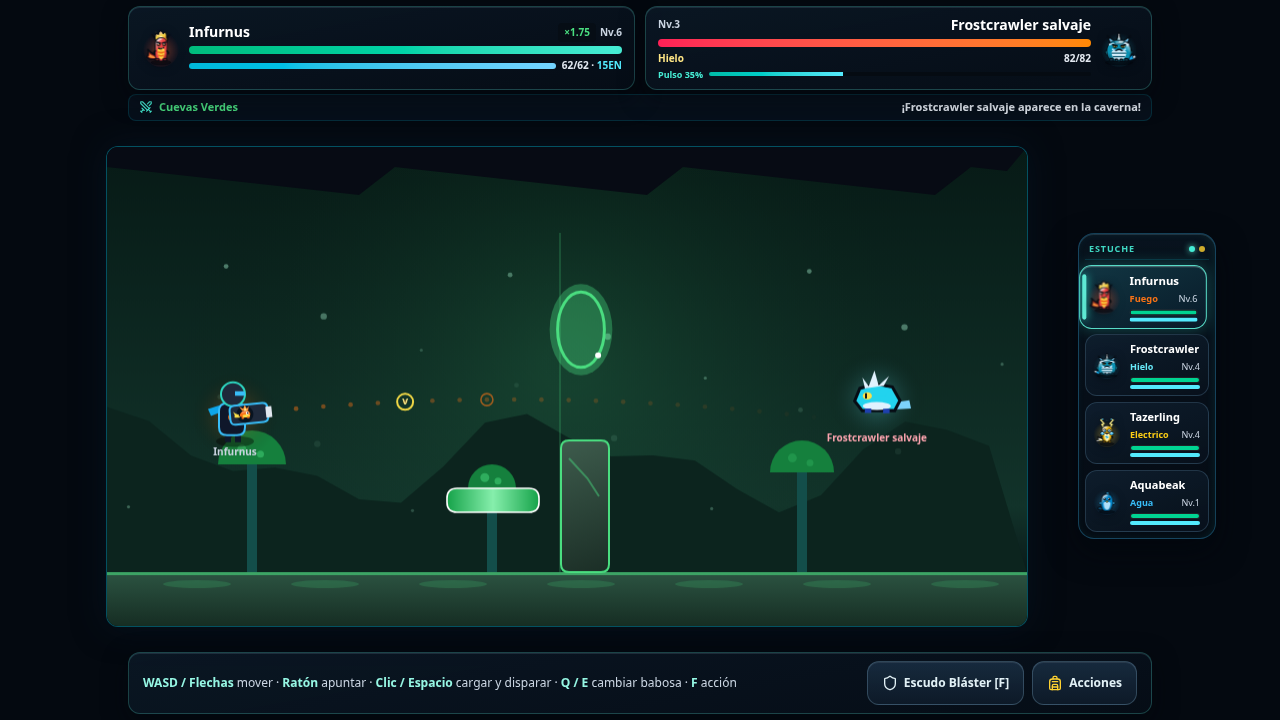 Infurnus
×1.75 Nv.6
62/62 · 15EN
Nv.3
Frostcrawler salvaje
Hielo
82/82
Pulso 35%
Cuevas Verdes
¡Frostcrawler salvaje aparece en la caverna!
V
Infurnus
Frostcrawler salvaje
ESTUCHE
Infurnus
Fuego Nv.6
Frostcrawler
Hielo Nv.4
Tazerling
Electrico Nv.4
Aquabeak
Agua Nv.1
WASD / Flechas mover · Ratón apuntar · Clic / Espacio cargar y disparar · Q / E cambiar babosa · F acción
Escudo Bláster [F]
Acciones